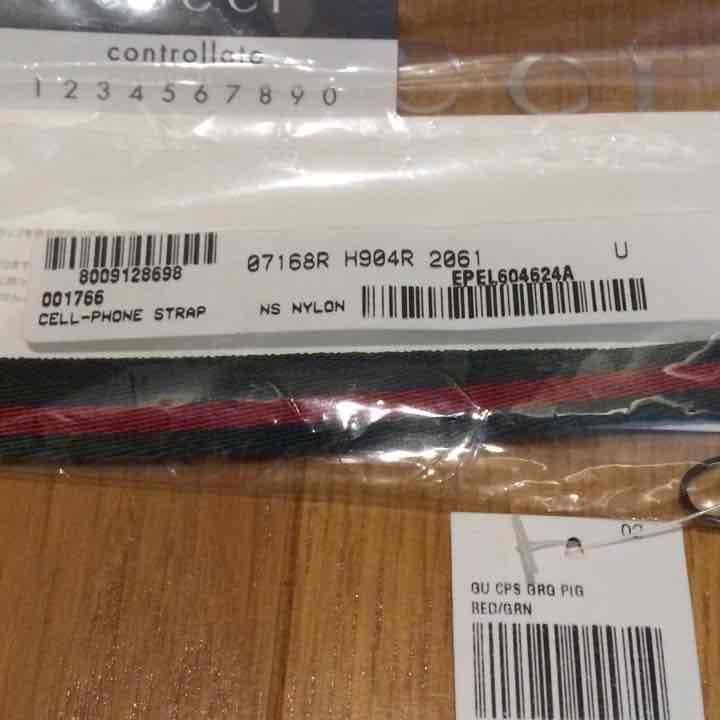 controllato
1 2 3 4 5 6 7 8 9 0
07168R H904R 2061 U
8009128698
EPEL604624A
001766
CELL-PHONE STRAP NS NYLON
02
GU CPS GRG PIG
RED/GRN